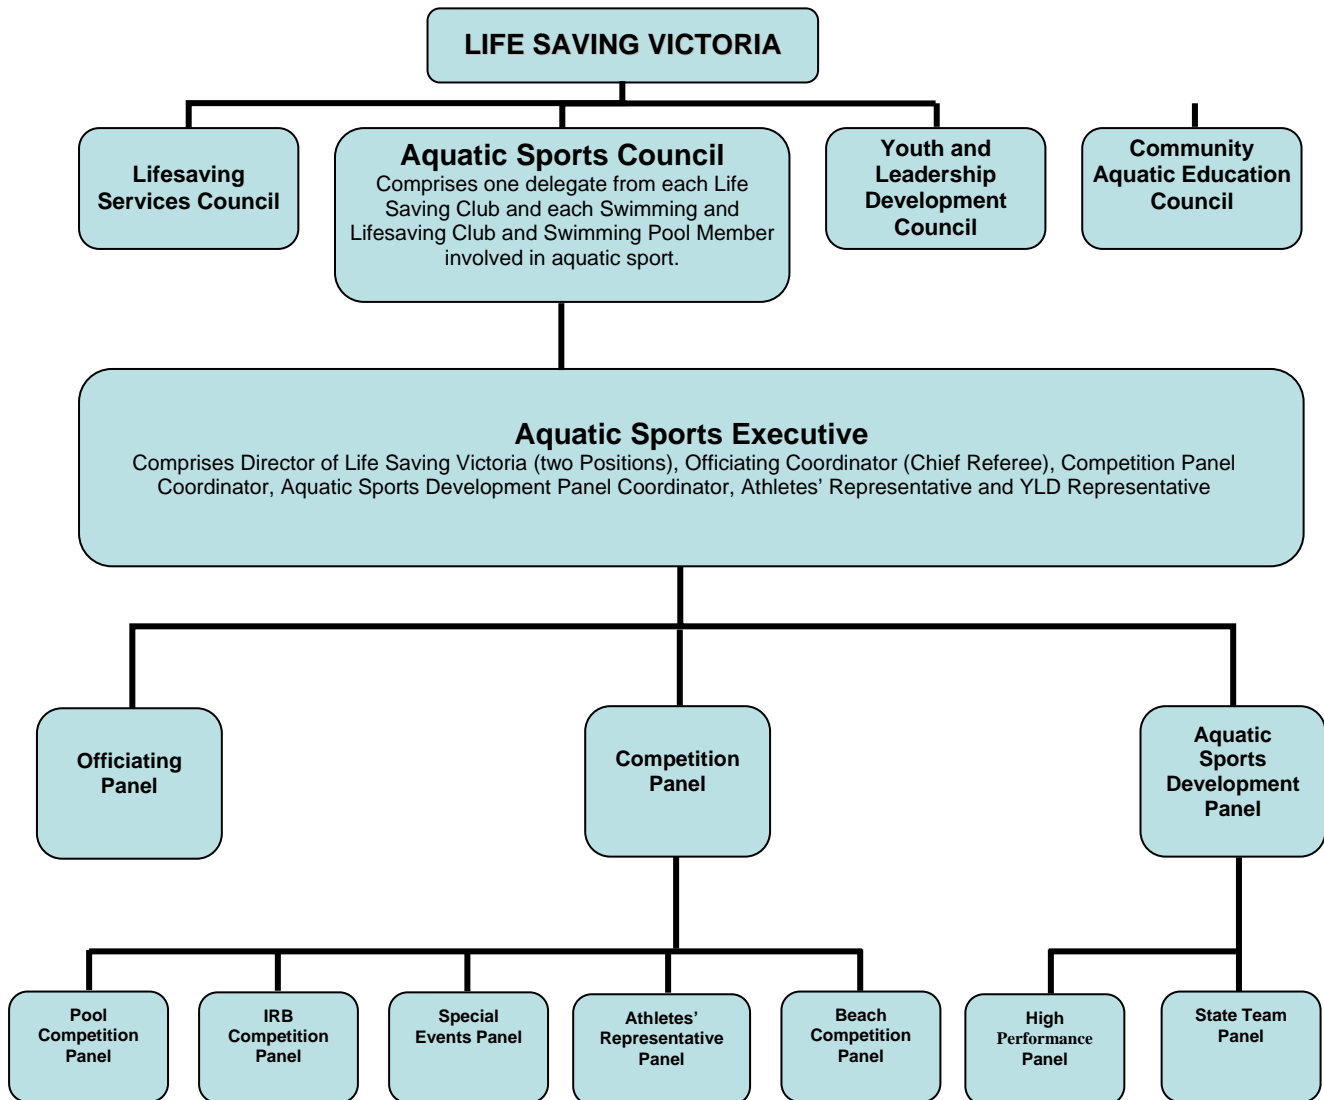 LIFE SAVING VICTORIA
Lifesaving
Services Council
Aquatic Sports Council
Comprises one delegate from each Life
Saving Club and each Swimming and
Lifesaving Club and Swimming Pool Member
involved in aquatic sport.
Youth and
Leadership
Development
Council
Community
Aquatic Education
Council
Aquatic Sports Executive
Comprises Director of Life Saving Victoria (two Positions), Officiating Coordinator (Chief Referee), Competition Panel
Coordinator, Aquatic Sports Development Panel Coordinator, Athletes’ Representative and YLD Representative
Officiating
Panel
Competition
Panel
Aquatic
Sports
Development
Panel
Pool
Competition
Panel
IRB
Competition
Panel
Special
Events Panel
Athletes’
Representative
Panel
Beach
Competition
Panel
High
Performance
Panel
State Team
Panel